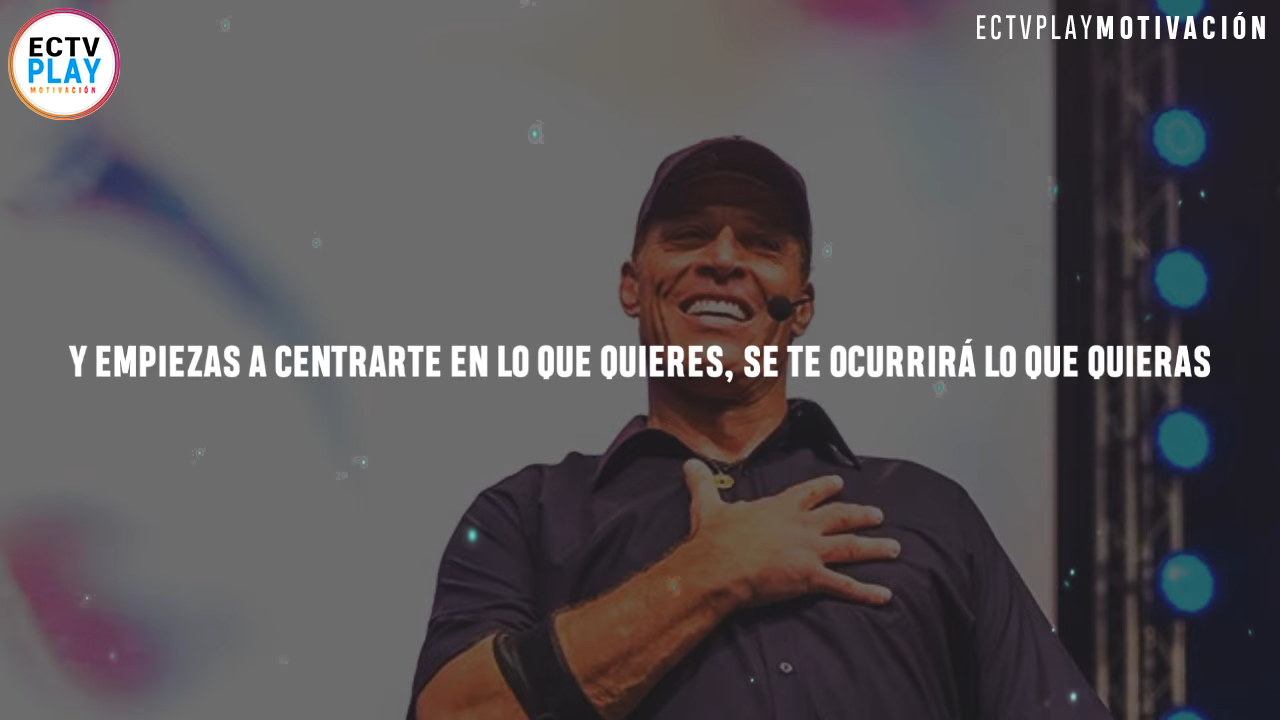 ECTV
PLAY
MOTIVACIÓN
ECTVPLAYMOTIVACIÓN
Y EMPIEZAS A CENTRARTE EN LO QUE QUIERES, SE TE OCURRIRÁ LO QUE QUIERAS